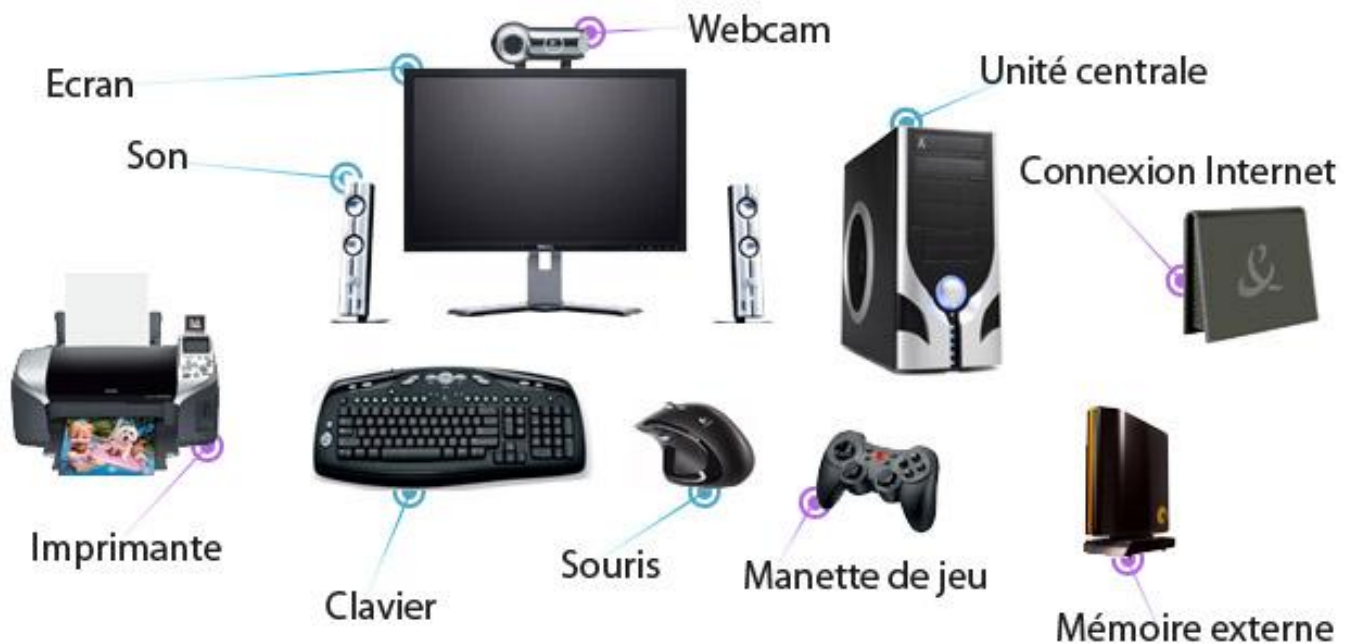 Webcam
Ecran
Unité centrale
Son
Connexion Internet
Imprimante
Clavier
Souris
Manette de jeu
Mémoire externe